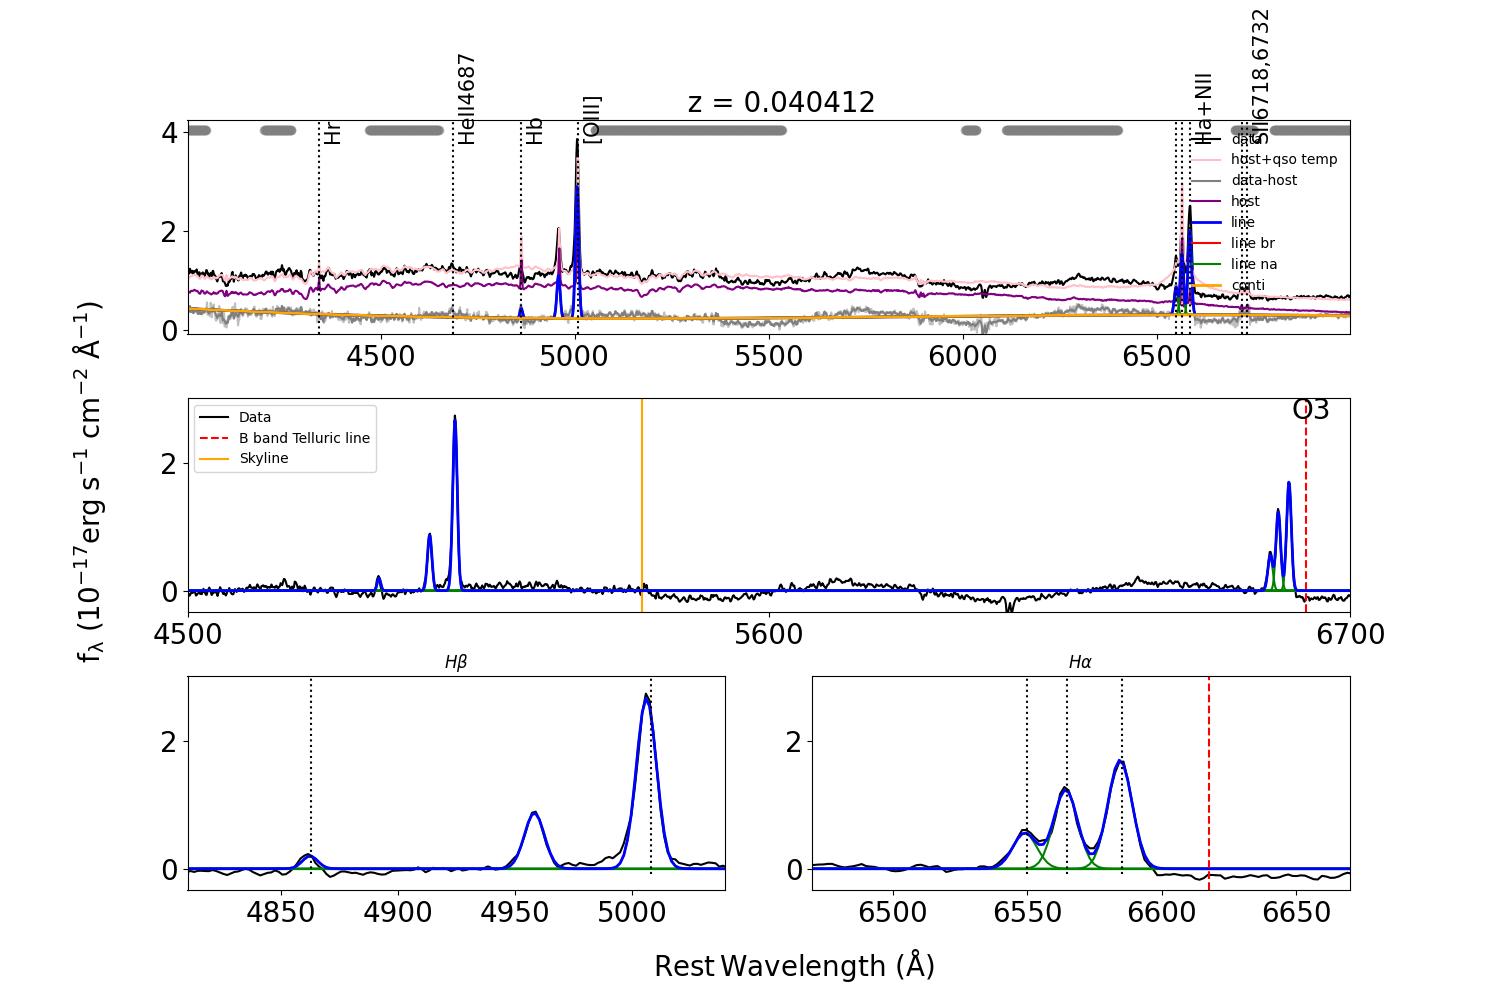 z = 0.040412
Hr
HeII4687
Hb
[OIII]
Ha+NII
SII6718,6732
data
host+qso temp
data-host
host
line
line br
line na
conti
4
2
0
4500 5000 5500 6000 6500
fλ (10⁻¹⁷erg s⁻¹ cm⁻² Å⁻¹)
Data
B band Telluric line
Skyline
O3
2
0
4500 5600 6700
Hβ
2
0
4850 4900 4950 5000
Hα
2
0
6500 6550 6600 6650
Rest Wavelength (Å)